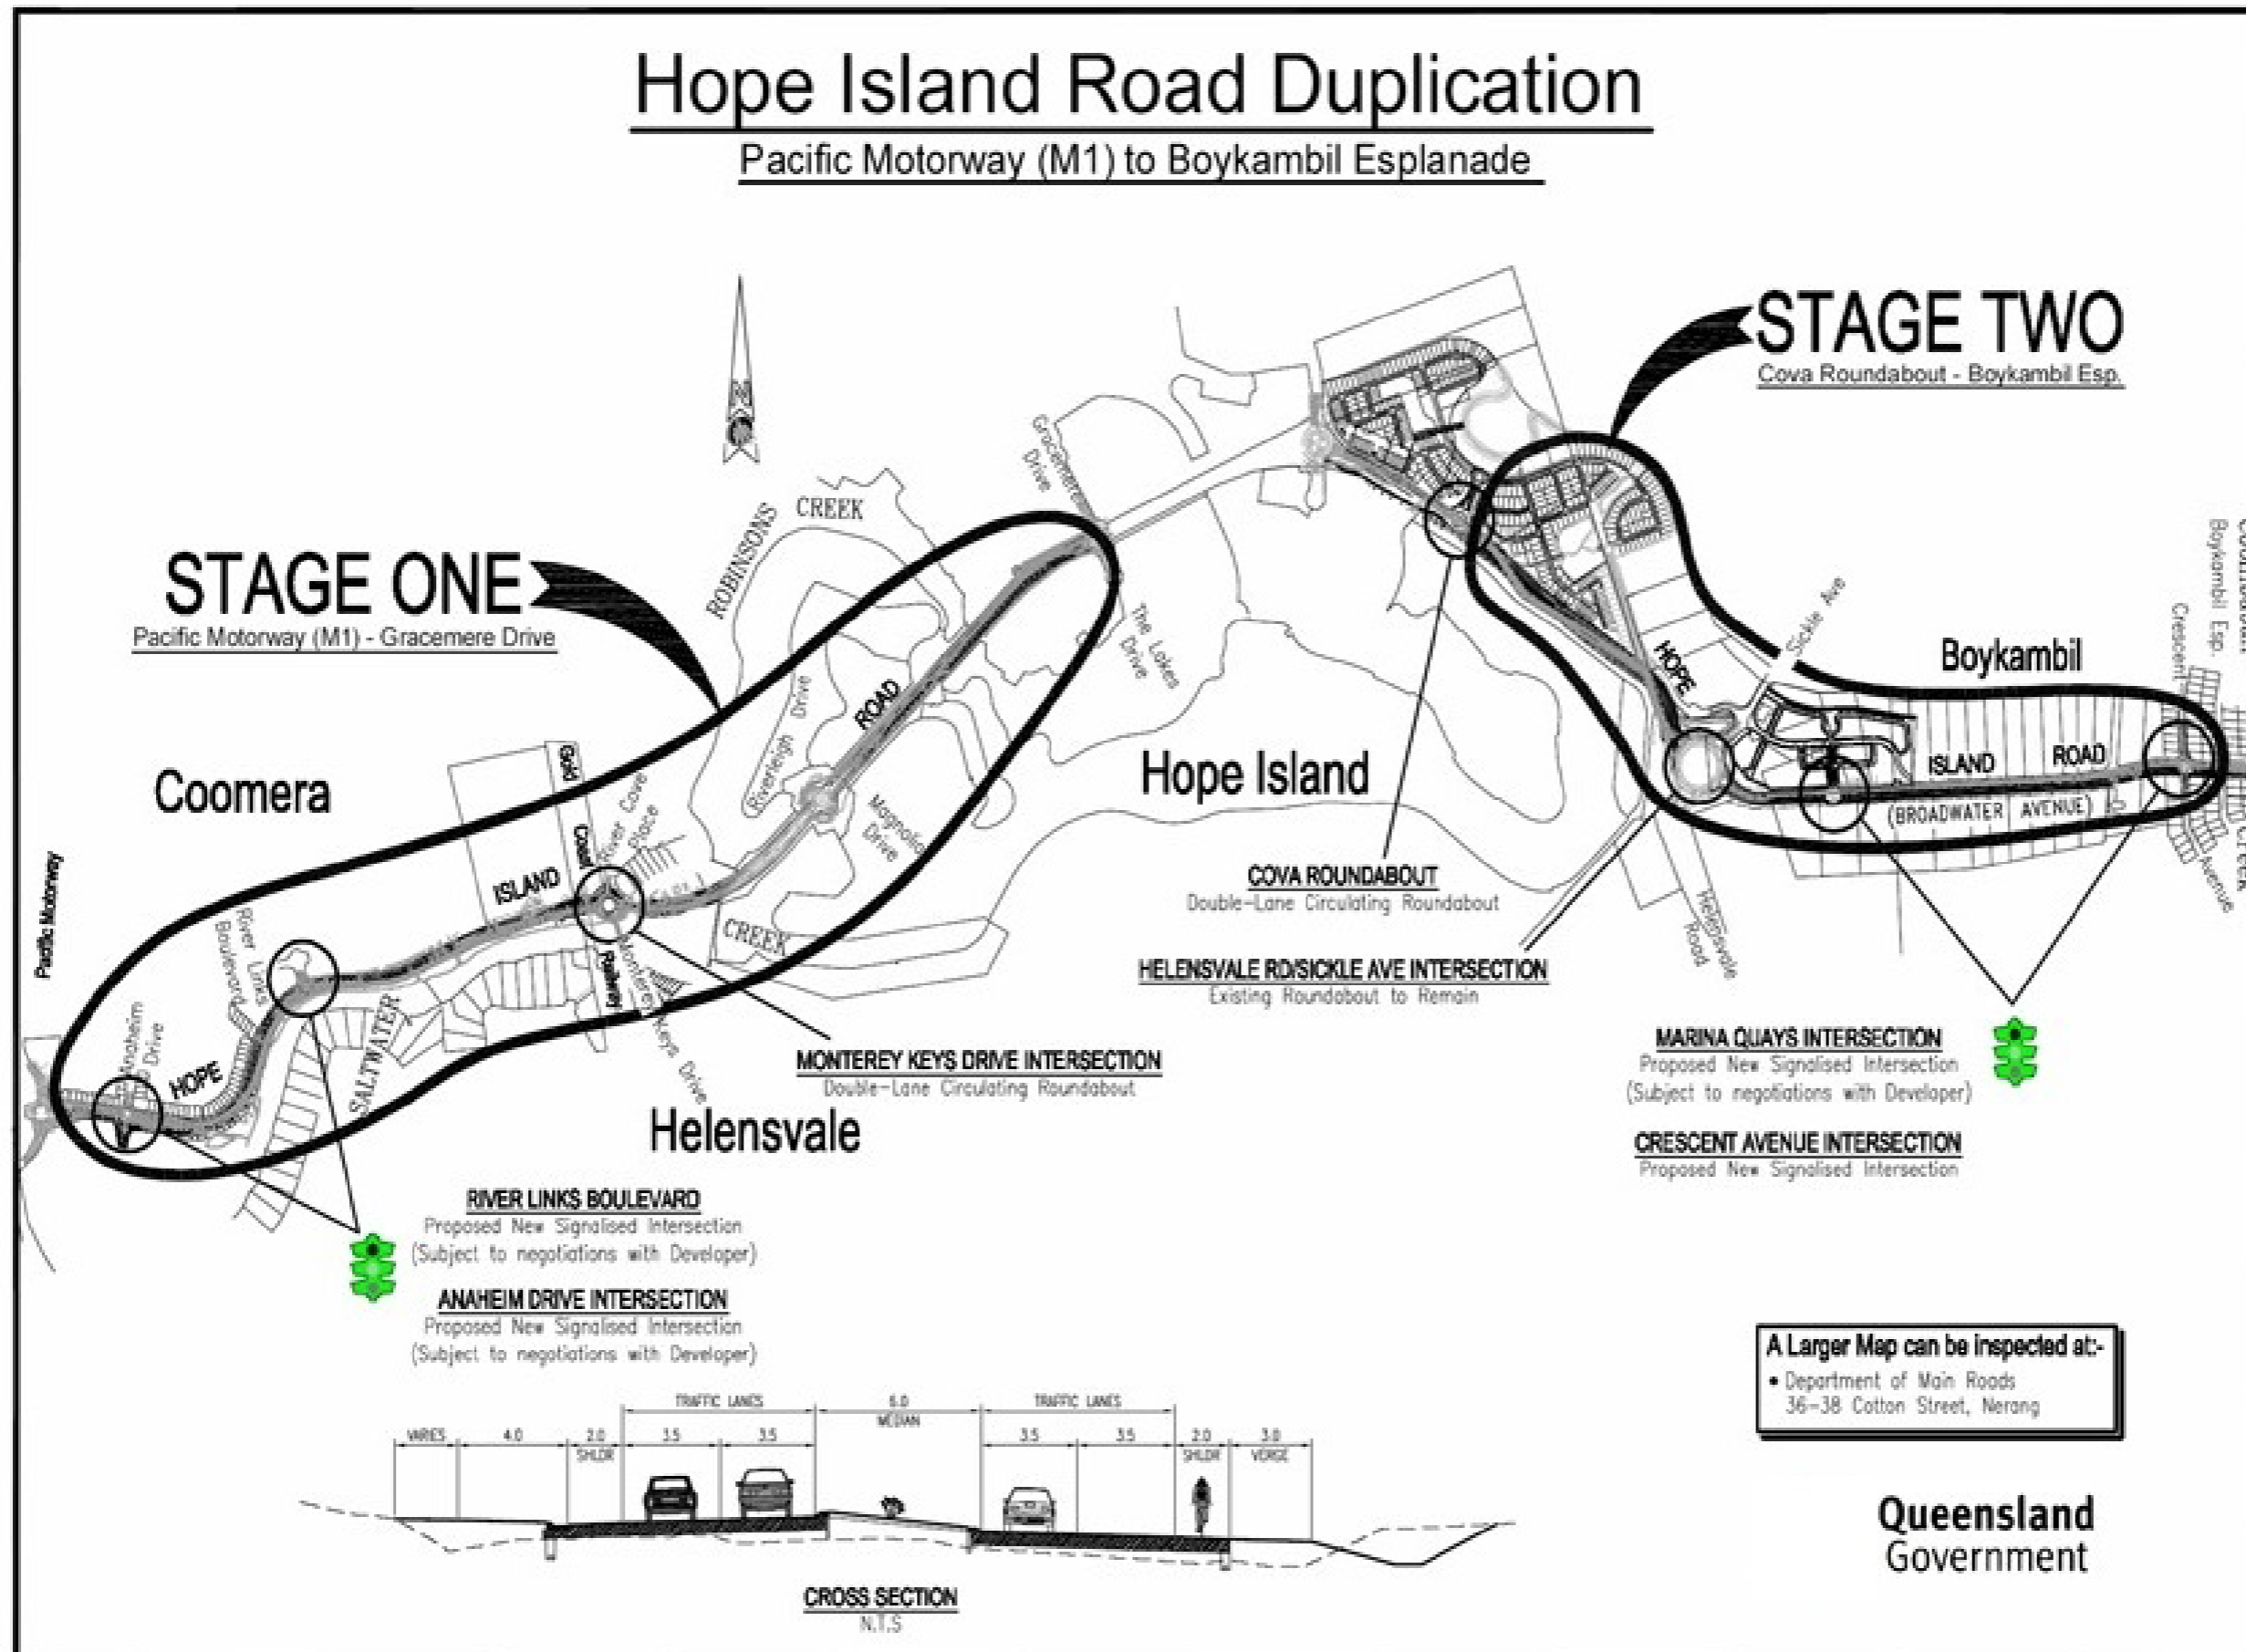 Hope Island Road Duplication
Pacific Motorway (M1) to Boykambil Esplanade
STAGE TWO
Cova Roundabout - Boykambil Esp.
STAGE ONE
Pacific Motorway (M1) - Gracemere Drive
N
ROBINSONS
CREEK
Gracemere
Drive
The Lakes
Drive
Sickle Ave
Boykambil
Boykambil Esp.
Crescent
Avenue
Creek
HOPE
ISLAND
ROAD
(BROADWATER AVENUE)
Hope Island
Riverleigh
Drive
ROAD
Magnolia
Drive
Coomera
Gold
Coast
Railway
River Cove
Place
ISLAND
CREEK
Monterey Keys Drive
Pacific Motorway
River Links
Boulevard
Anaheim
Drive
HOPE
SALTWATER
Helensvale
Helensvale
Road
COVA ROUNDABOUT
Double-Lane Circulating Roundabout
HELENSVALE RD/SICKLE AVE INTERSECTION
Existing Roundabout to Remain
MONTEREY KEYS DRIVE INTERSECTION
Double-Lane Circulating Roundabout
MARINA QUAYS INTERSECTION
Proposed New Signalised Intersection
(Subject to negotiations with Developer)
CRESCENT AVENUE INTERSECTION
Proposed New Signalised Intersection
RIVER LINKS BOULEVARD
Proposed New Signalised Intersection
(Subject to negotiations with Developer)
ANAHEIM DRIVE INTERSECTION
Proposed New Signalised Intersection
(Subject to negotiations with Developer)
A Larger Map can be inspected at:-
• Department of Main Roads
36-38 Cotton Street, Nerang
TRAFFIC LANES
6.0
TRAFFIC LANES
MEDIAN
VARIES 4.0 2.0 3.5 3.5 3.5 3.5 2.0 3.0
SHLDR SHLDR VERGE
CROSS SECTION
N.T.S
Queensland
Government